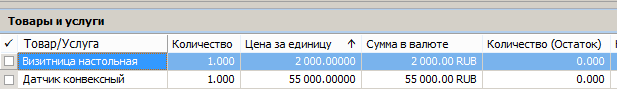 Товары и услуги
Товар/Услуга Количество Цена за единицу Сумма в валюте Количество (Остаток)
Визитница настольная 1.000 2 000.00000 2 000.00 RUB 0.000
Датчик конвексный 1.000 55 000.00000 55 000.00 RUB 0.000